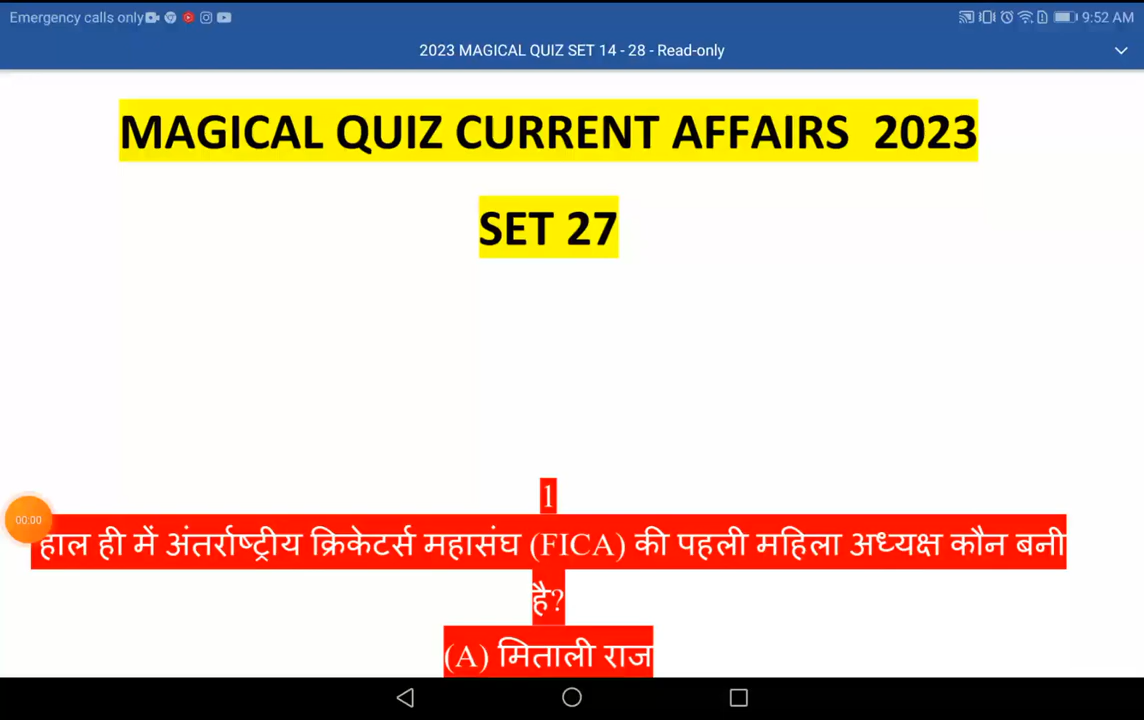 Emergency calls only
9:52 AM
2023 MAGICAL QUIZ SET 14 - 28 - Read-only
MAGICAL QUIZ CURRENT AFFAIRS 2023
SET 27
1
00:00
हाल ही में अंतर्राष्ट्रीय क्रिकेटर्स महासंघ (FICA) की पहली महिला अध्यक्ष कौन बनी
है?
(A) मिताली राज